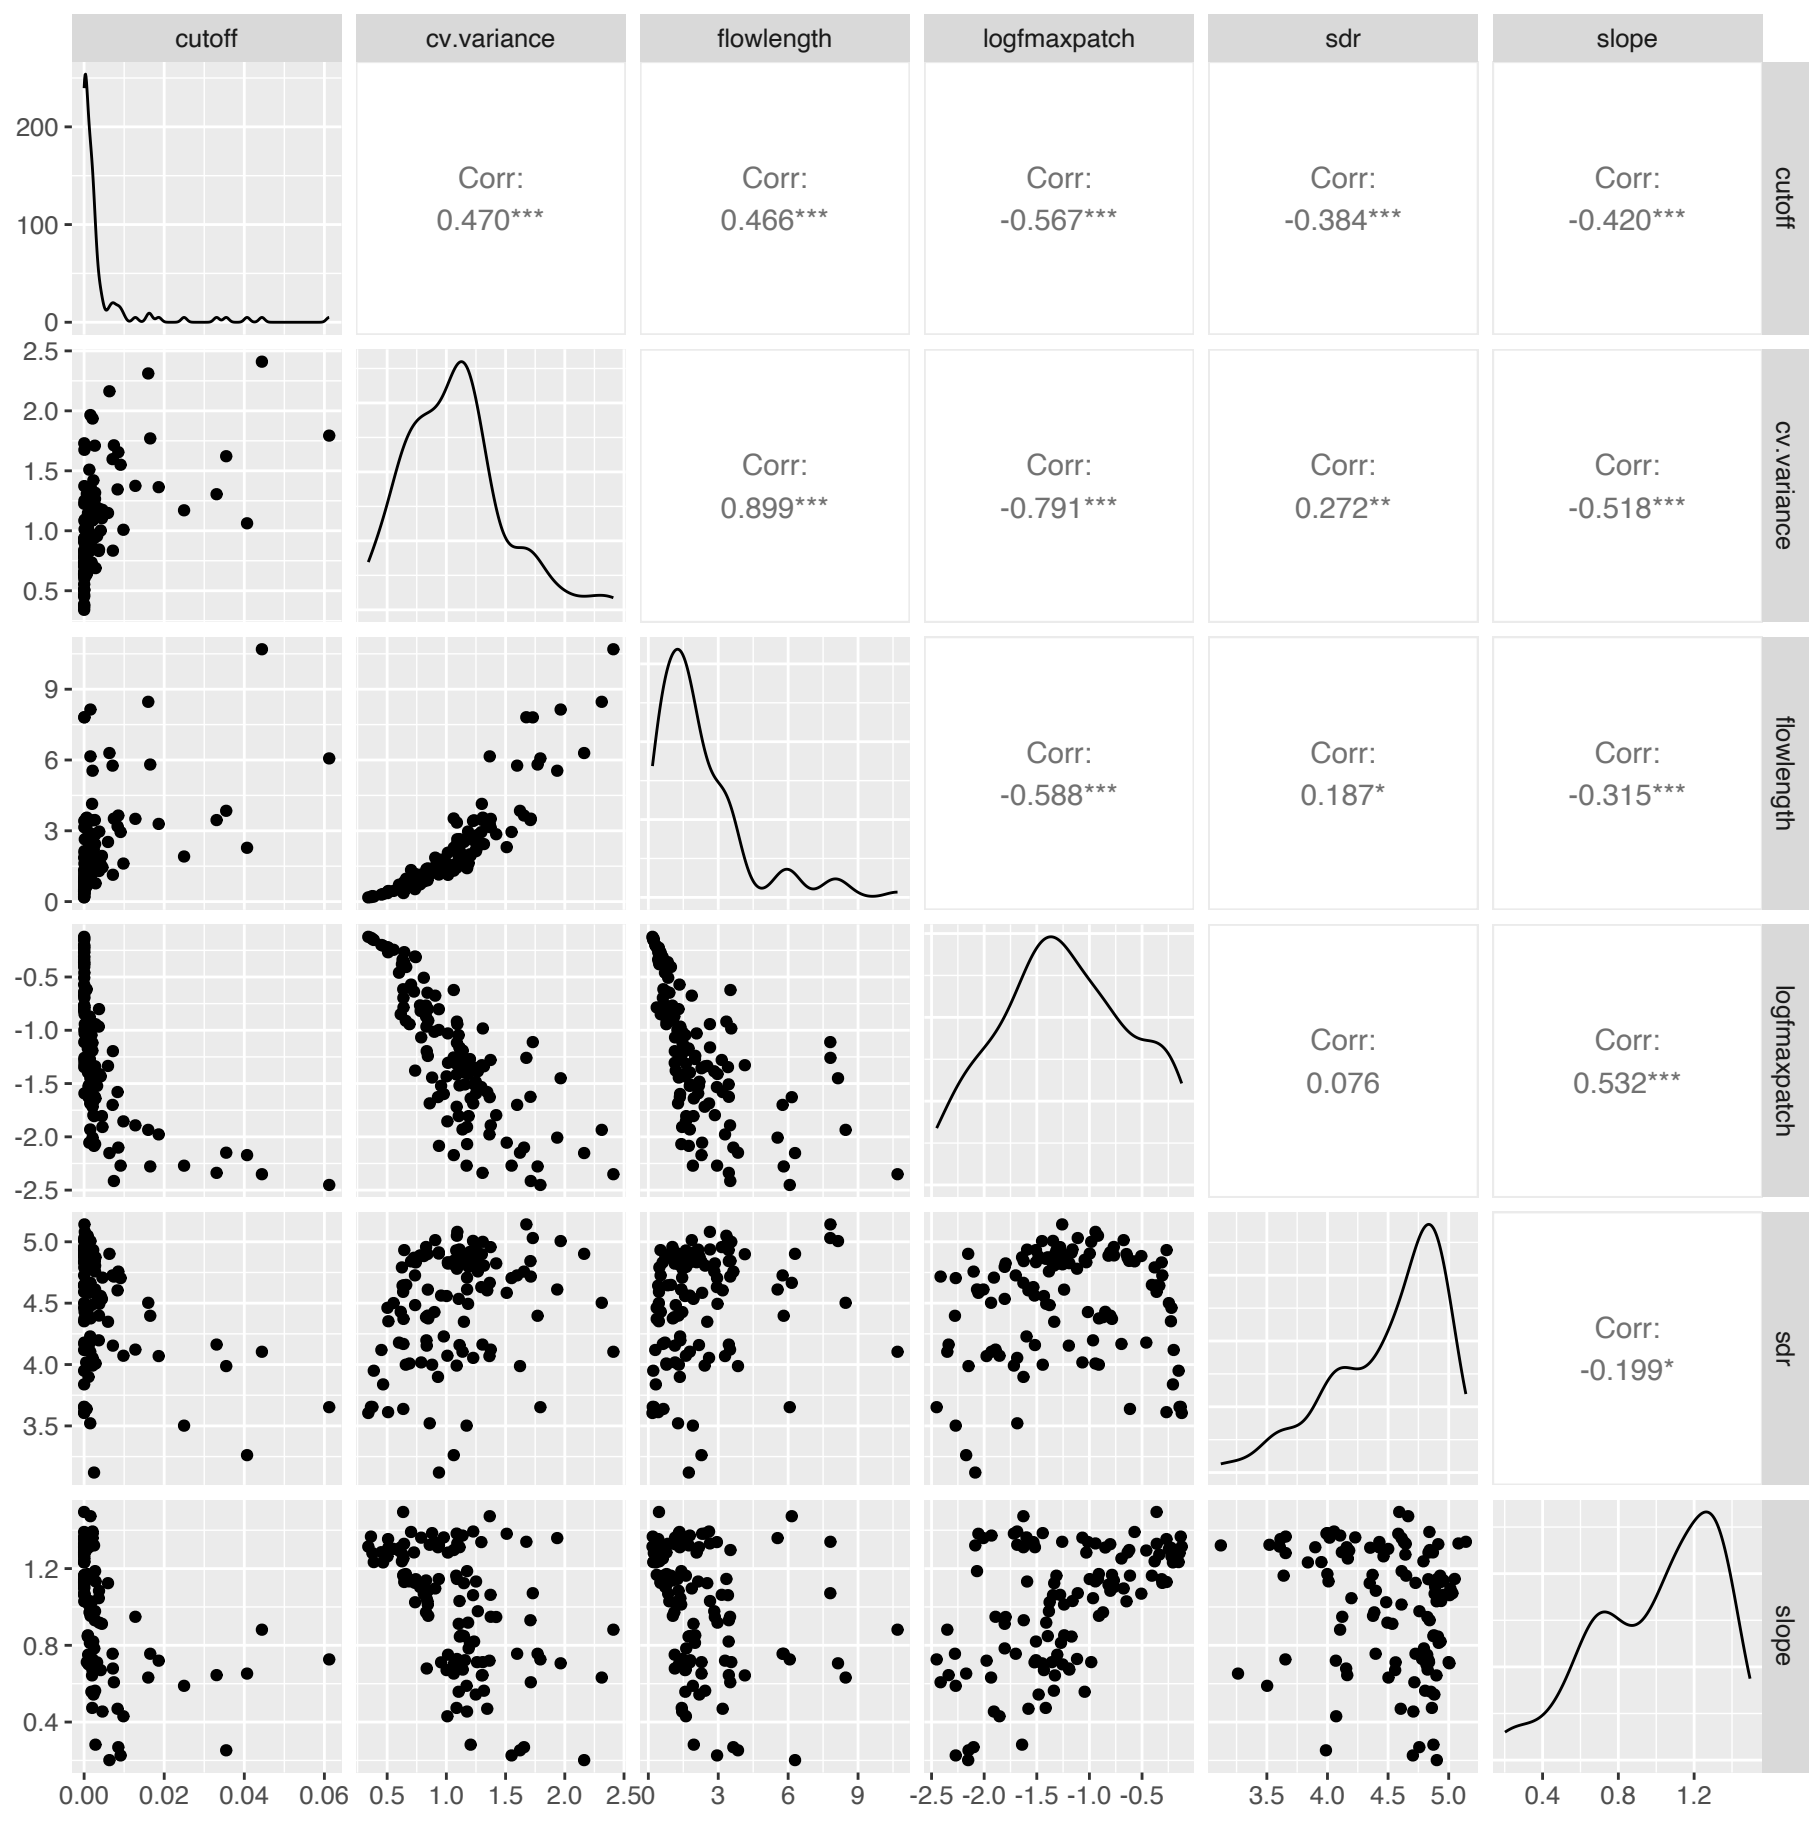 cutoff cv.variance flowlength logfmaxpatch sdr slope
200
100
0
Corr:
0.470***
Corr:
0.466***
Corr:
-0.567***
Corr:
-0.384***
Corr:
-0.420***
cutoff
2.5
2.0
1.5
1.0
0.5
Corr:
0.899***
Corr:
-0.791***
Corr:
0.272**
Corr:
-0.518***
cv.variance
9
6
3
0
Corr:
-0.588***
Corr:
0.187*
Corr:
-0.315***
flowlength
-0.5
-1.0
-1.5
-2.0
-2.5
Corr:
0.076
Corr:
0.532***
logfmaxpatch
5.0
4.5
4.0
3.5
Corr:
-0.199*
sdr
1.2
0.8
0.4
slope
0.00 0.02 0.04 0.06 0.5 1.0 1.5 2.0 2.5 0 3 6 9 -2.5 -2.0 -1.5 -1.0 -0.5 3.5 4.0 4.5 5.0 0.4 0.8 1.2